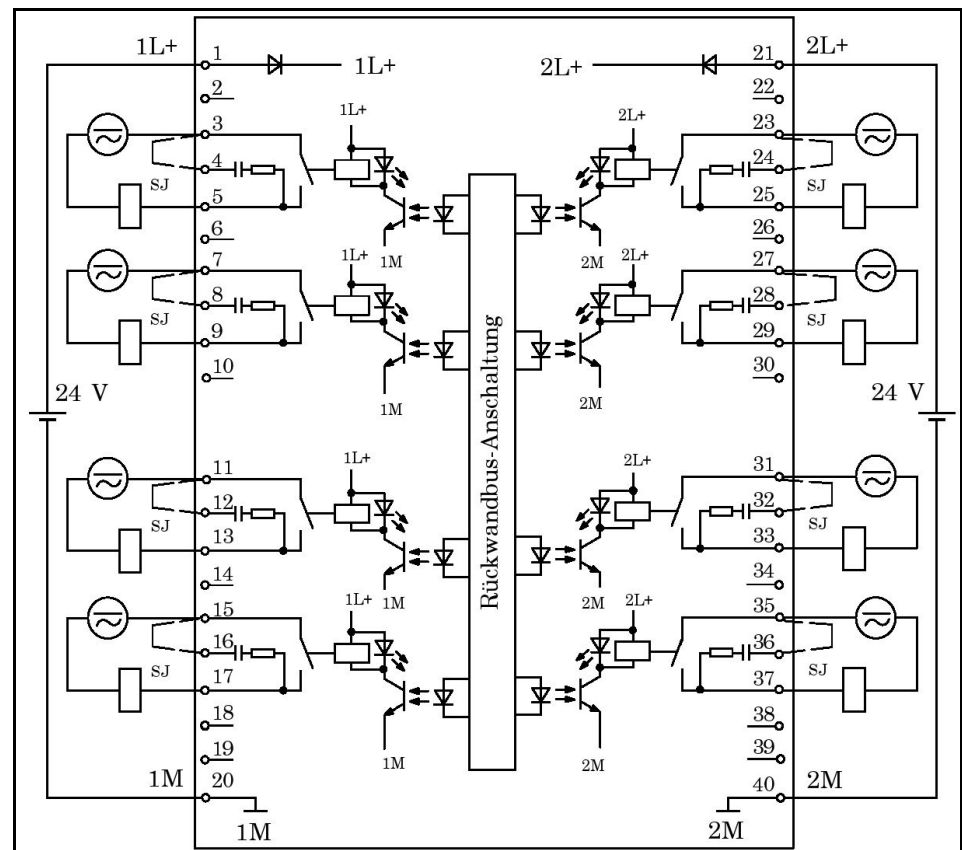 1L+ 1 1L+ 2L+ 21 2L+
2 22
3 1L+ 2L+ 23
4 24
SJ SJ
5 25
6 1M 2M 26
7 1L+ 2L+ 27
8 28
SJ SJ
9 29
10 30
24 V 1M 2M 24 V
Rückwandbus-Anschaltung
11 1L+ 2L+ 31
12 32
SJ SJ
13 33
14 34
1M 2M
15 1L+ 2L+ 35
16 36
SJ SJ
17 37
18 38
19 1M 2M 39
1M 20 40 2M
1M 2M